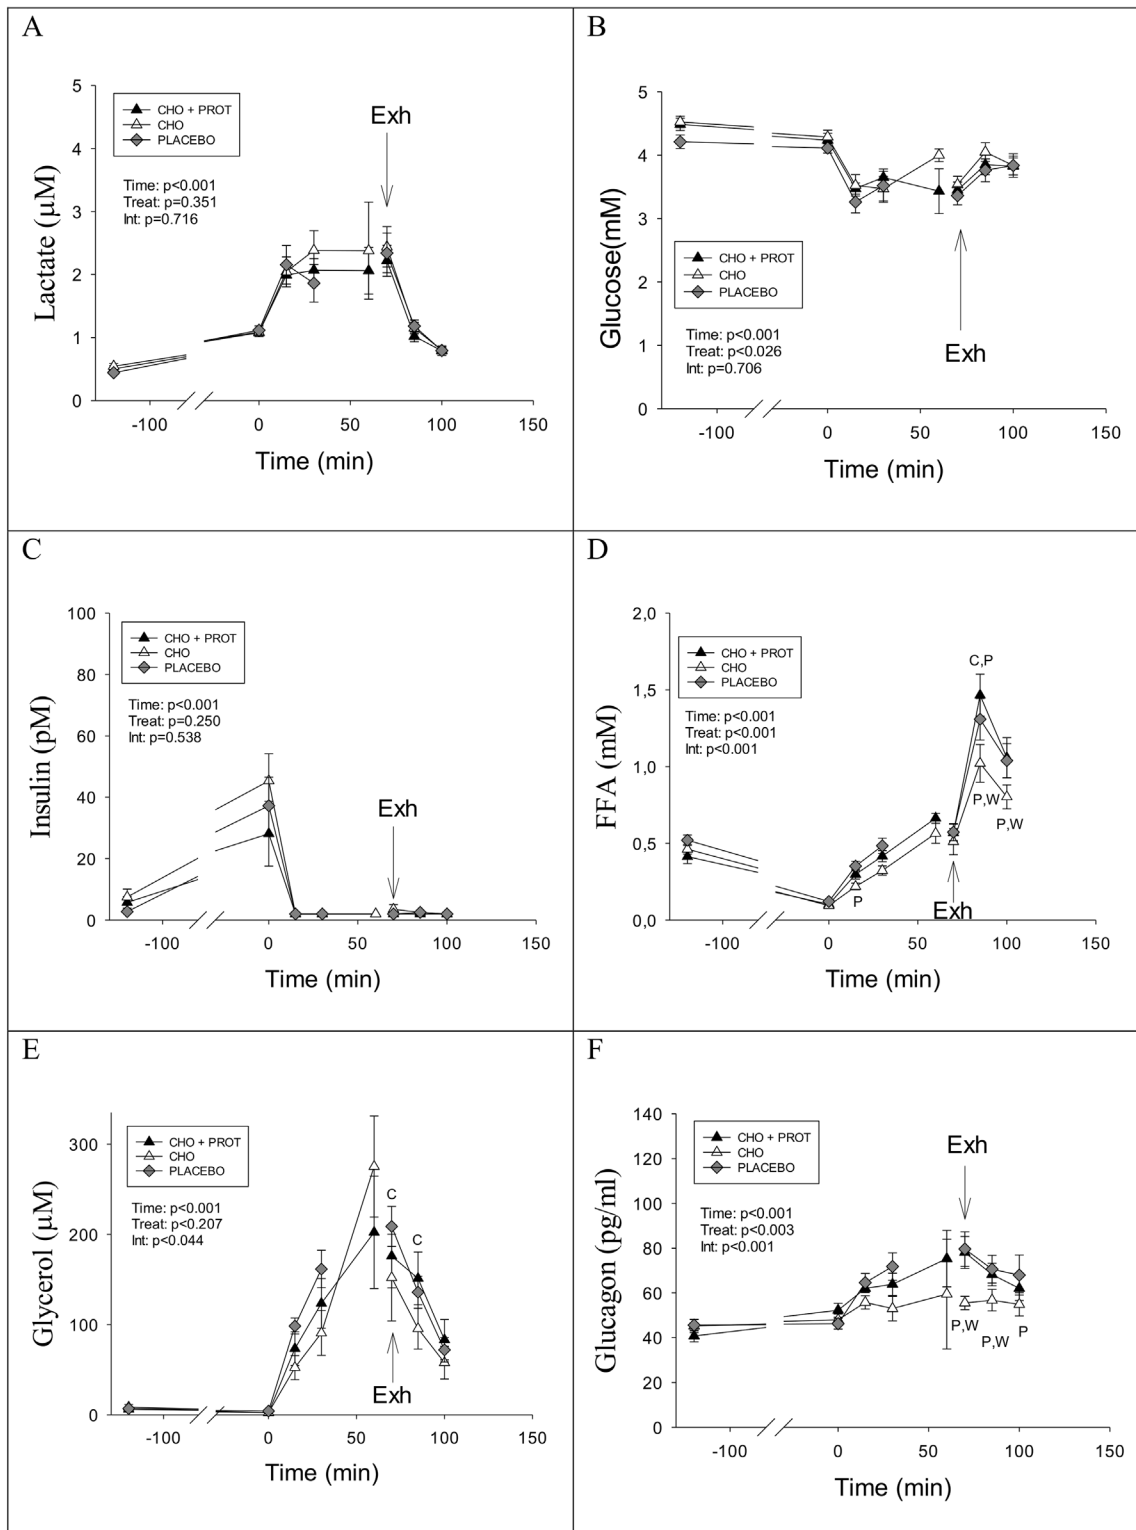 A
5
4
3
2
1
0
Lactate (µM)
CHO + PROT
CHO
PLACEBO
Time: p<0.001
Treat: p=0.351
Int: p=0.716
Exh
-100
0
50
100
150
Time (min)
B
5
4
3
2
1
0
Glucose(mM)
CHO + PROT
CHO
PLACEBO
Time: p<0.001
Treat: p<0.026
Int: p=0.706
Exh
-100
0
50
100
150
Time (min)
C
100
80
60
40
20
0
Insulin (pM)
CHO + PROT
CHO
PLACEBO
Time: p<0.001
Treat: p=0.250
Int: p=0.538
Exh
-100
0
50
100
150
Time (min)
D
2,0
1,5
1,0
0,5
0,0
FFA (mM)
CHO + PROT
CHO
PLACEBO
Time: p<0.001
Treat: p<0.001
Int: p<0.001
C,P
P,W
P,W
P
Exh
-100
0
50
100
150
Time (min)
E
300
200
100
0
Glycerol (µM)
CHO + PROT
CHO
PLACEBO
Time: p<0.001
Treat: p<0.207
Int: p<0.044
C
C
Exh
-100
0
50
100
150
Time (min)
F
140
120
100
80
60
40
20
0
Glucagon (pg/ml)
CHO + PROT
CHO
PLACEBO
Time: p<0.001
Treat: p<0.003
Int: p<0.001
Exh
P,W
P,W
P
-100
0
50
100
150
Time (min)